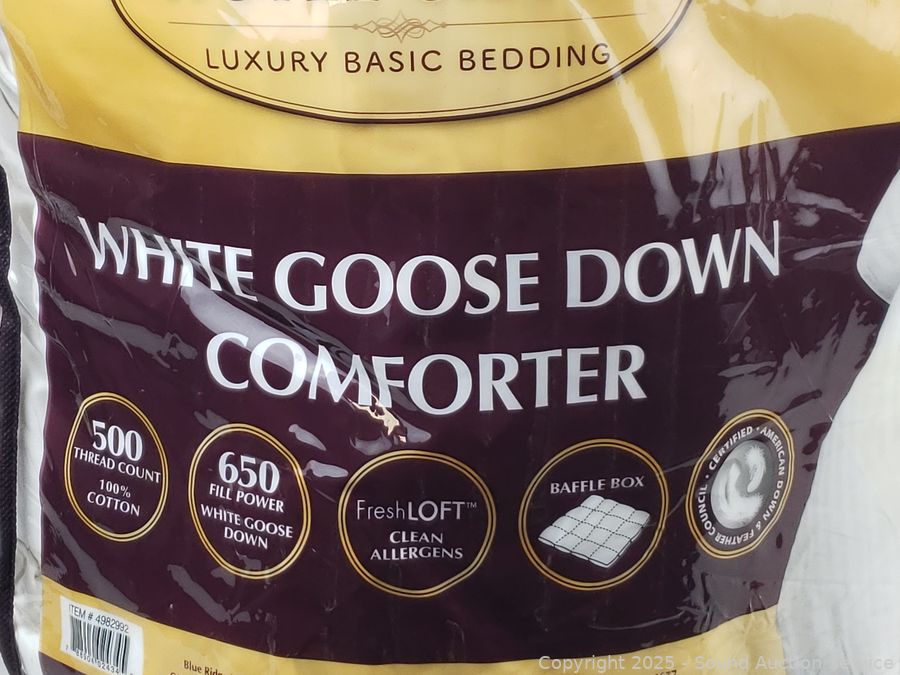 LUXURY BASIC BEDDING
WHITE GOOSE DOWN
COMFORTER
500
THREAD COUNT
100%
COTTON
650
FILL POWER
WHITE GOOSE
DOWN
FreshLOFT™
CLEAN
ALLERGENS
BAFFLE BOX
CERTIFIED • AMERICAN DOWN & FEATHER COUNCIL •
ITEM # 4982992
Blue
Copyright 2025 - Sound Auction Service